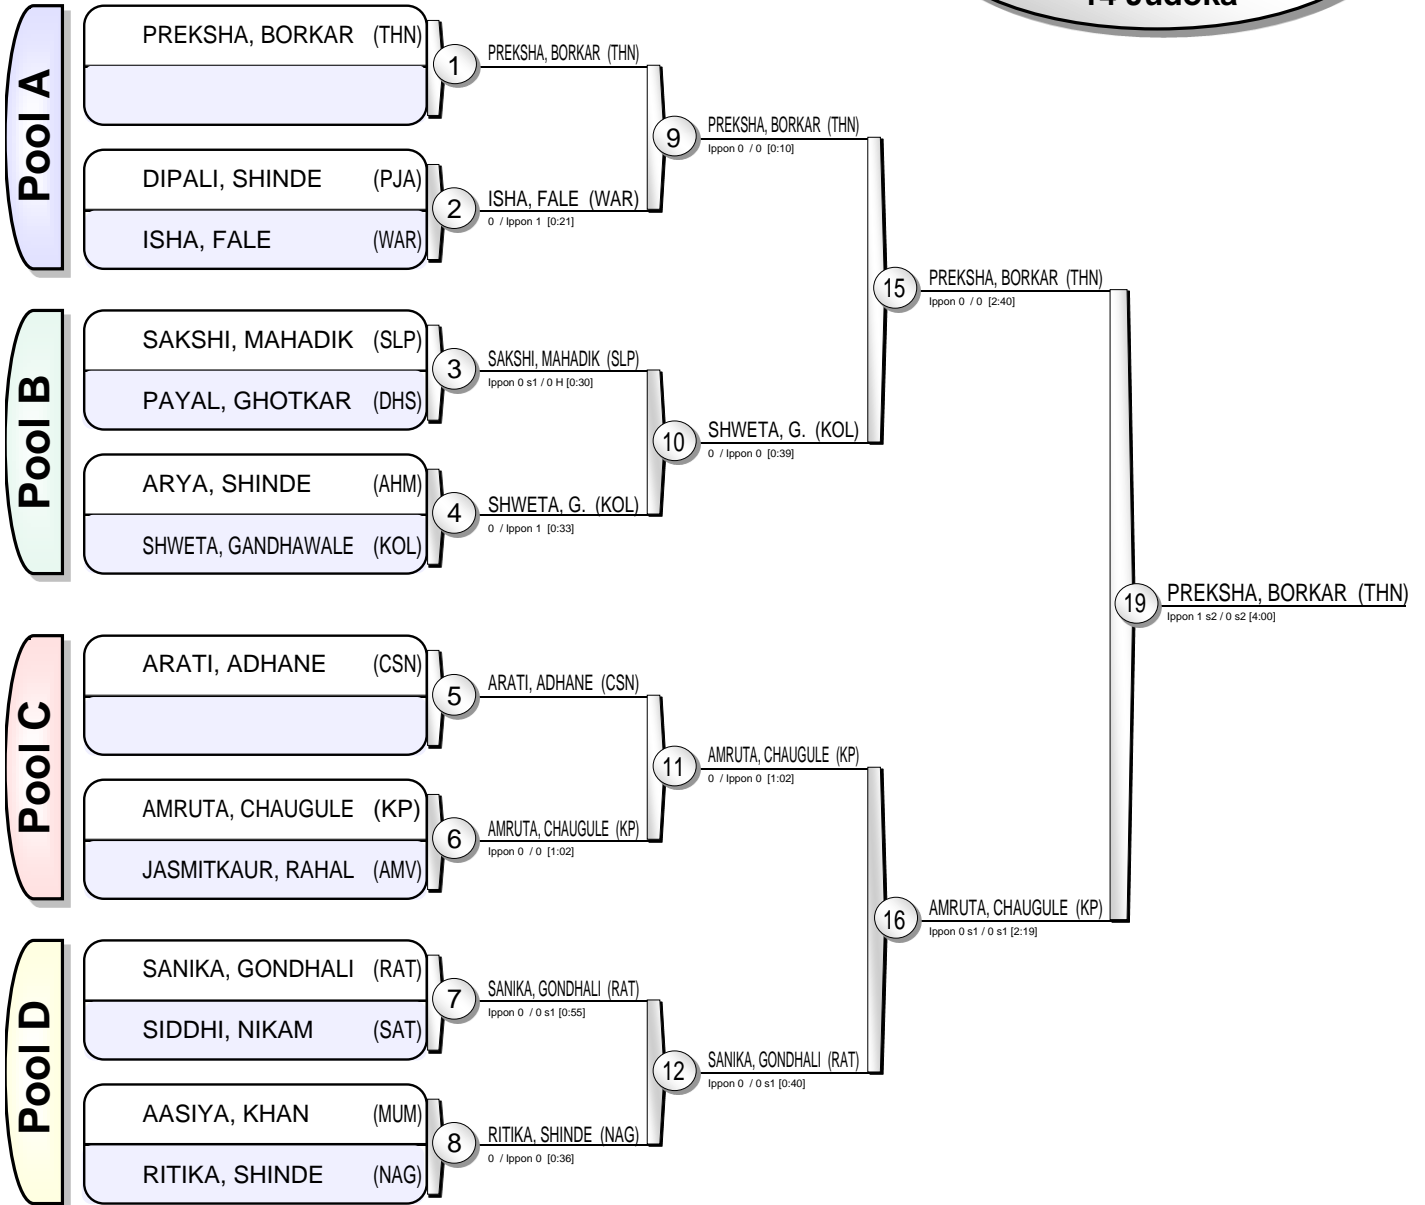 14 Judoka
Pool A
PREKSHA, BORKAR (THN)
DIPALI, SHINDE (PJA)
ISHA, FALE (WAR)
Pool B
SAKSHI, MAHADIK (SLP)
PAYAL, GHOTKAR (DHS)
ARYA, SHINDE (AHM)
SHWETA, GANDHAWALE (KOL)
Pool C
ARATI, ADHANE (CSN)
AMRUTA, CHAUGULE (KP)
JASMITKAUR, RAHAL (AMV)
Pool D
SANIKA, GONDHALI (RAT)
SIDDHI, NIKAM (SAT)
AASIYA, KHAN (MUM)
RITIKA, SHINDE (NAG)
1
PREKSHA, BORKAR (THN)
2
ISHA, FALE (WAR)
0 / Ippon 1 [0:21]
3
SAKSHI, MAHADIK (SLP)
Ippon 0 s1 / 0 H [0:30]
4
SHWETA, G. (KOL)
0 / Ippon 1 [0:33]
5
ARATI, ADHANE (CSN)
6
AMRUTA, CHAUGULE (KP)
Ippon 0 / 0 [1:02]
7
SANIKA, GONDHALI (RAT)
Ippon 0 / 0 s1 [0:55]
8
RITIKA, SHINDE (NAG)
0 / Ippon 0 [0:36]
9
PREKSHA, BORKAR (THN)
Ippon 0 / 0 [0:10]
10
SHWETA, G. (KOL)
0 / Ippon 0 [0:39]
11
AMRUTA, CHAUGULE (KP)
0 / Ippon 0 [1:02]
12
SANIKA, GONDHALI (RAT)
Ippon 0 / 0 s1 [0:40]
15
PREKSHA, BORKAR (THN)
Ippon 0 / 0 [2:40]
16
AMRUTA, CHAUGULE (KP)
Ippon 0 s1 / 0 s1 [2:19]
19
PREKSHA, BORKAR (THN)
Ippon 1 s2 / 0 s2 [4:00]